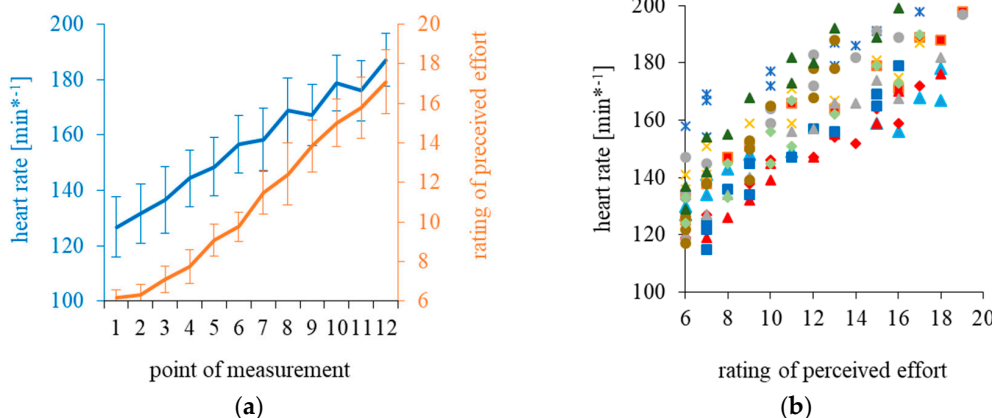 200
180
160
140
120
100
heart rate [min*-1]
20
18
16
14
12
10
8
6
rating of preceived effort
1 2 3 4 5 6 7 8 9 10 11 12
point of measurement
(a)
200
180
160
140
120
100
heart rate [min*-1]
6 8 10 12 14 16 18 20
rating of perceived effort
(b)